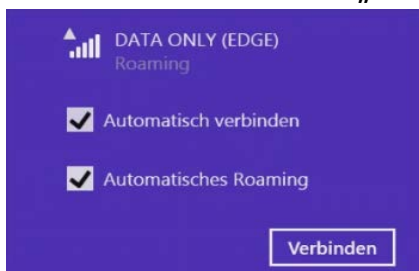 DATA ONLY (EDGE)
Roaming
Automatisch verbinden
Automatisches Roaming
Verbinden